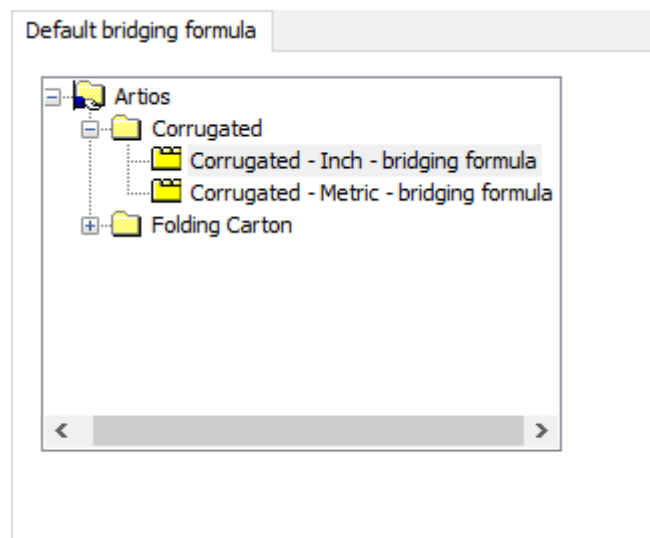 Default bridging formula
Artios
Corrugated
Corrugated - Inch - bridging formula
Corrugated - Metric - bridging formula
Folding Carton